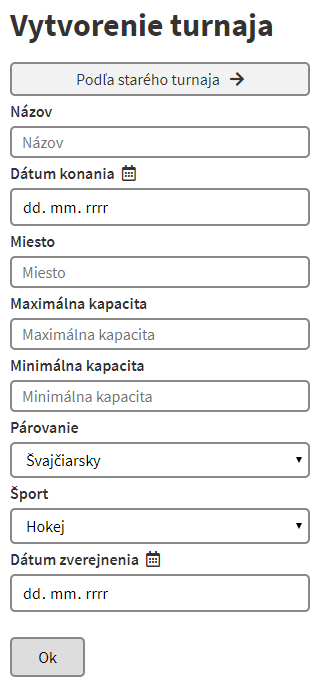 Vytvorenie turnaja
Podľa starého turnaja
Názov
Názov
Dátum konania
dd. mm. rrrr
Miesto
Miesto
Maximálna kapacita
Maximálna kapacita
Minimálna kapacita
Minimálna kapacita
Párovanie
Švajčiarsky
Šport
Hokej
Dátum zverejnenia
dd. mm. rrrr
Ok